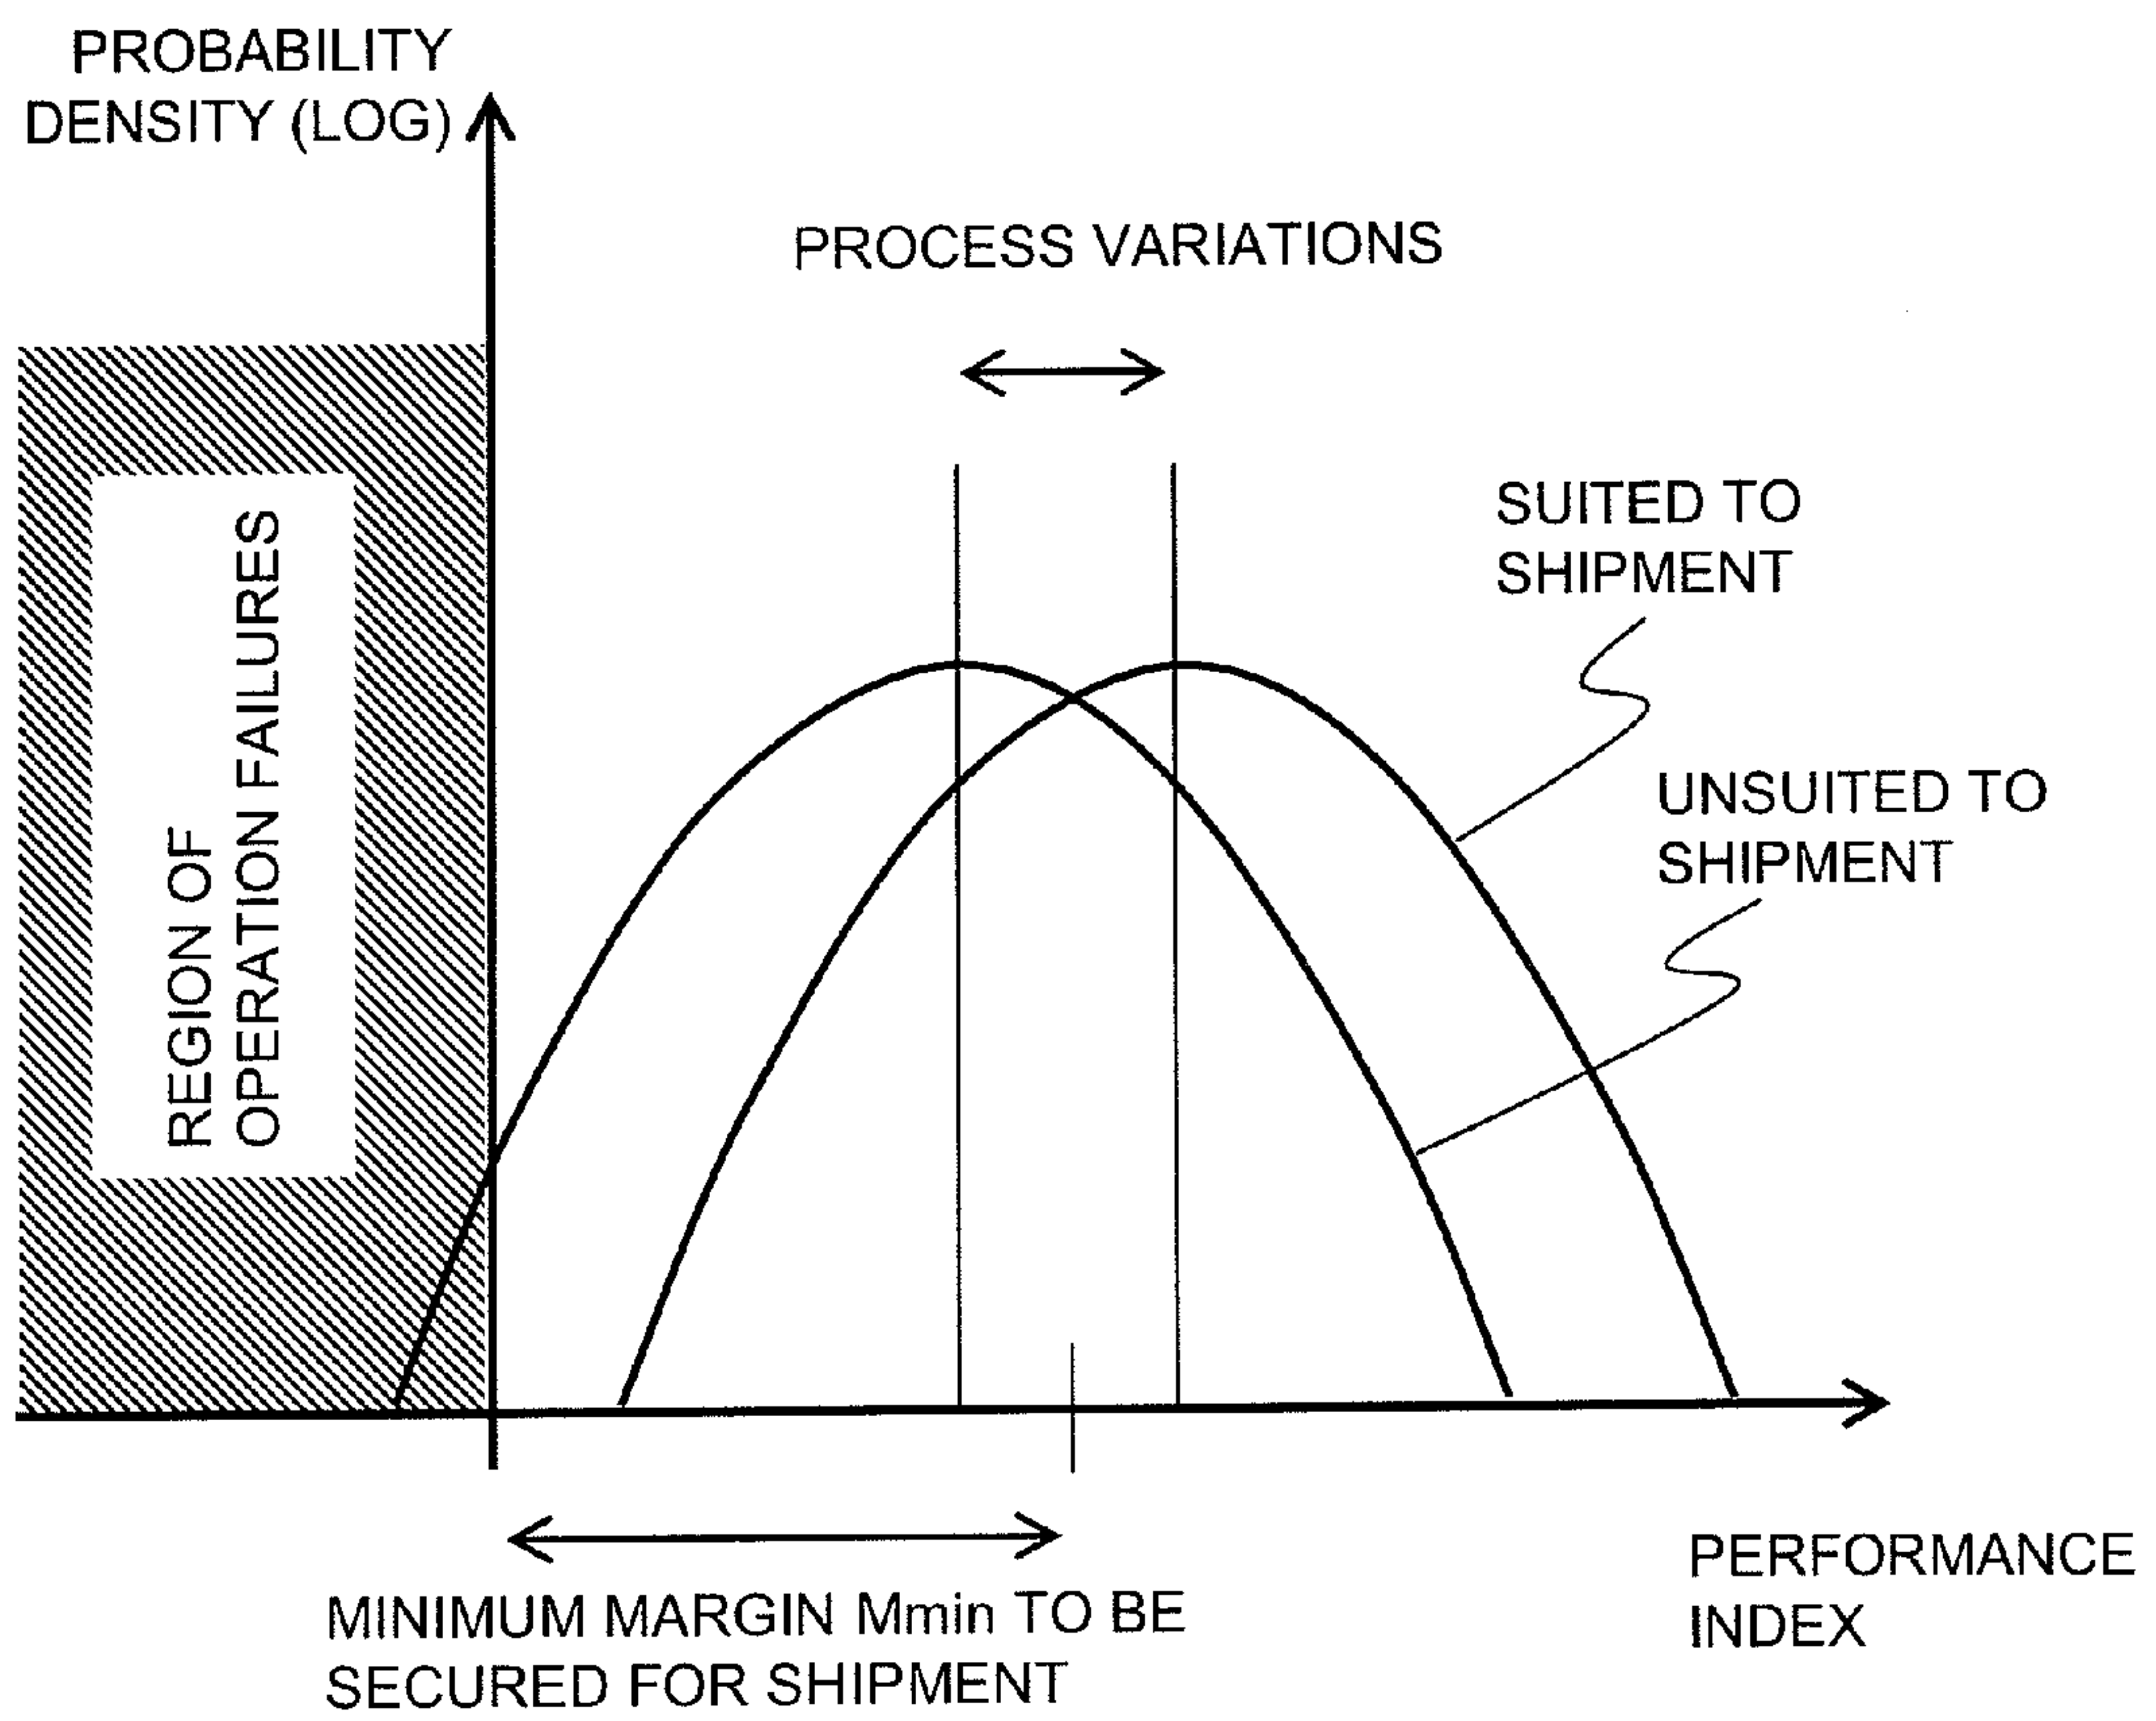 PROBABILITY
DENSITY (LOG)
PROCESS VARIATIONS
SUITED TO
SHIPMENT
UNSUITED TO
SHIPMENT
REGION OF
OPERATION FAILURES
MINIMUM MARGIN Mmin TO BE
SECURED FOR SHIPMENT
PERFORMANCE
INDEX